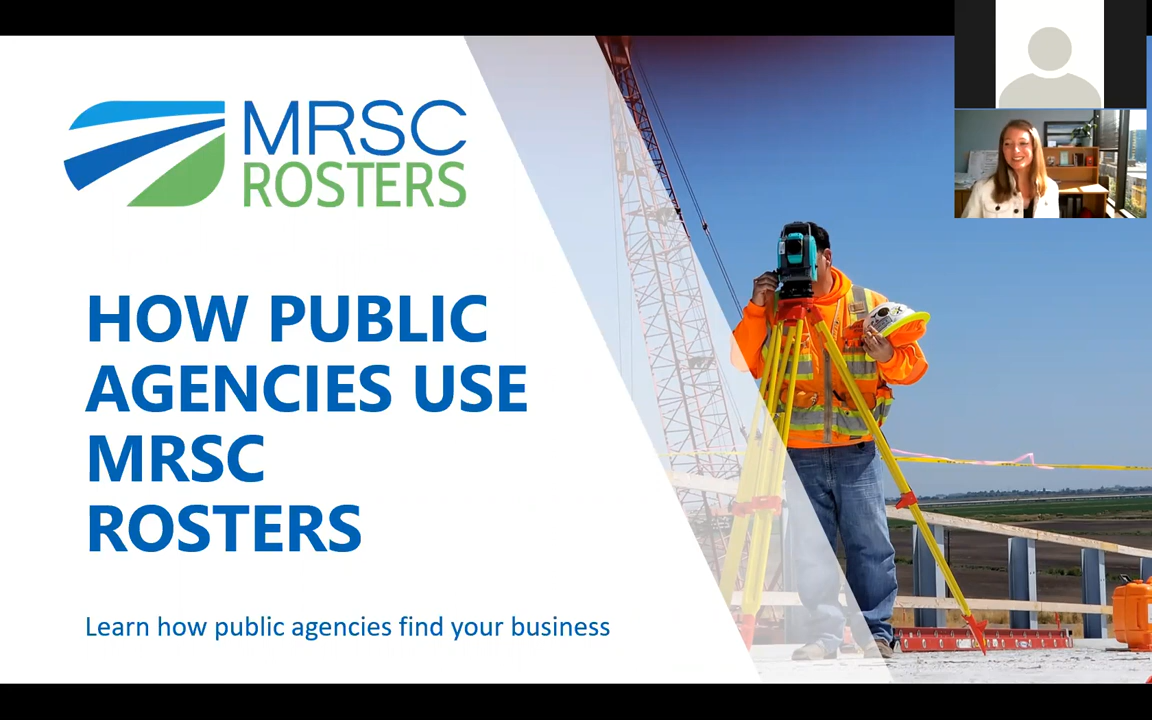 MRSC
ROSTERS
HOW PUBLIC
AGENCIES USE
MRSC
ROSTERS
Learn how public agencies find your business